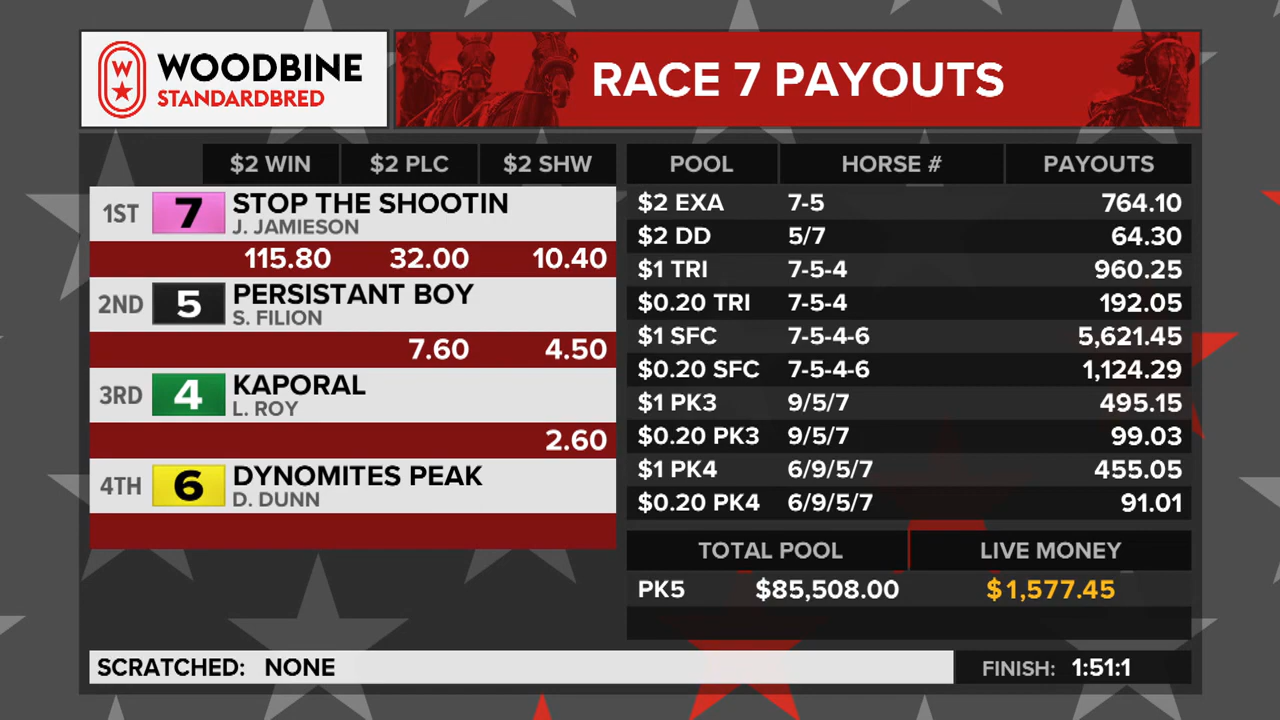 W
WOODBINE
STANDARDBRED
RACE 7 PAYOUTS
$2 WIN $2 PLC $2 SHW
1ST 7 STOP THE SHOOTIN
J. JAMIESON
115.80 32.00 10.40
2ND 5 PERSISTANT BOY
S. FILION
7.60 4.50
3RD 4 KAPORAL
L. ROY
2.60
4TH 6 DYNOMITES PEAK
D. DUNN
POOL HORSE # PAYOUTS
$2 EXA 7-5 764.10
$2 DD 5/7 64.30
$1 TRI 7-5-4 960.25
$0.20 TRI 7-5-4 192.05
$1 SFC 7-5-4-6 5,621.45
$0.20 SFC 7-5-4-6 1,124.29
$1 PK3 9/5/7 495.15
$0.20 PK3 9/5/7 99.03
$1 PK4 6/9/5/7 455.05
$0.20 PK4 6/9/5/7 91.01
TOTAL POOL LIVE MONEY
PK5 $85,508.00 $1,577.45
SCRATCHED: NONE
FINISH: 1:51:1